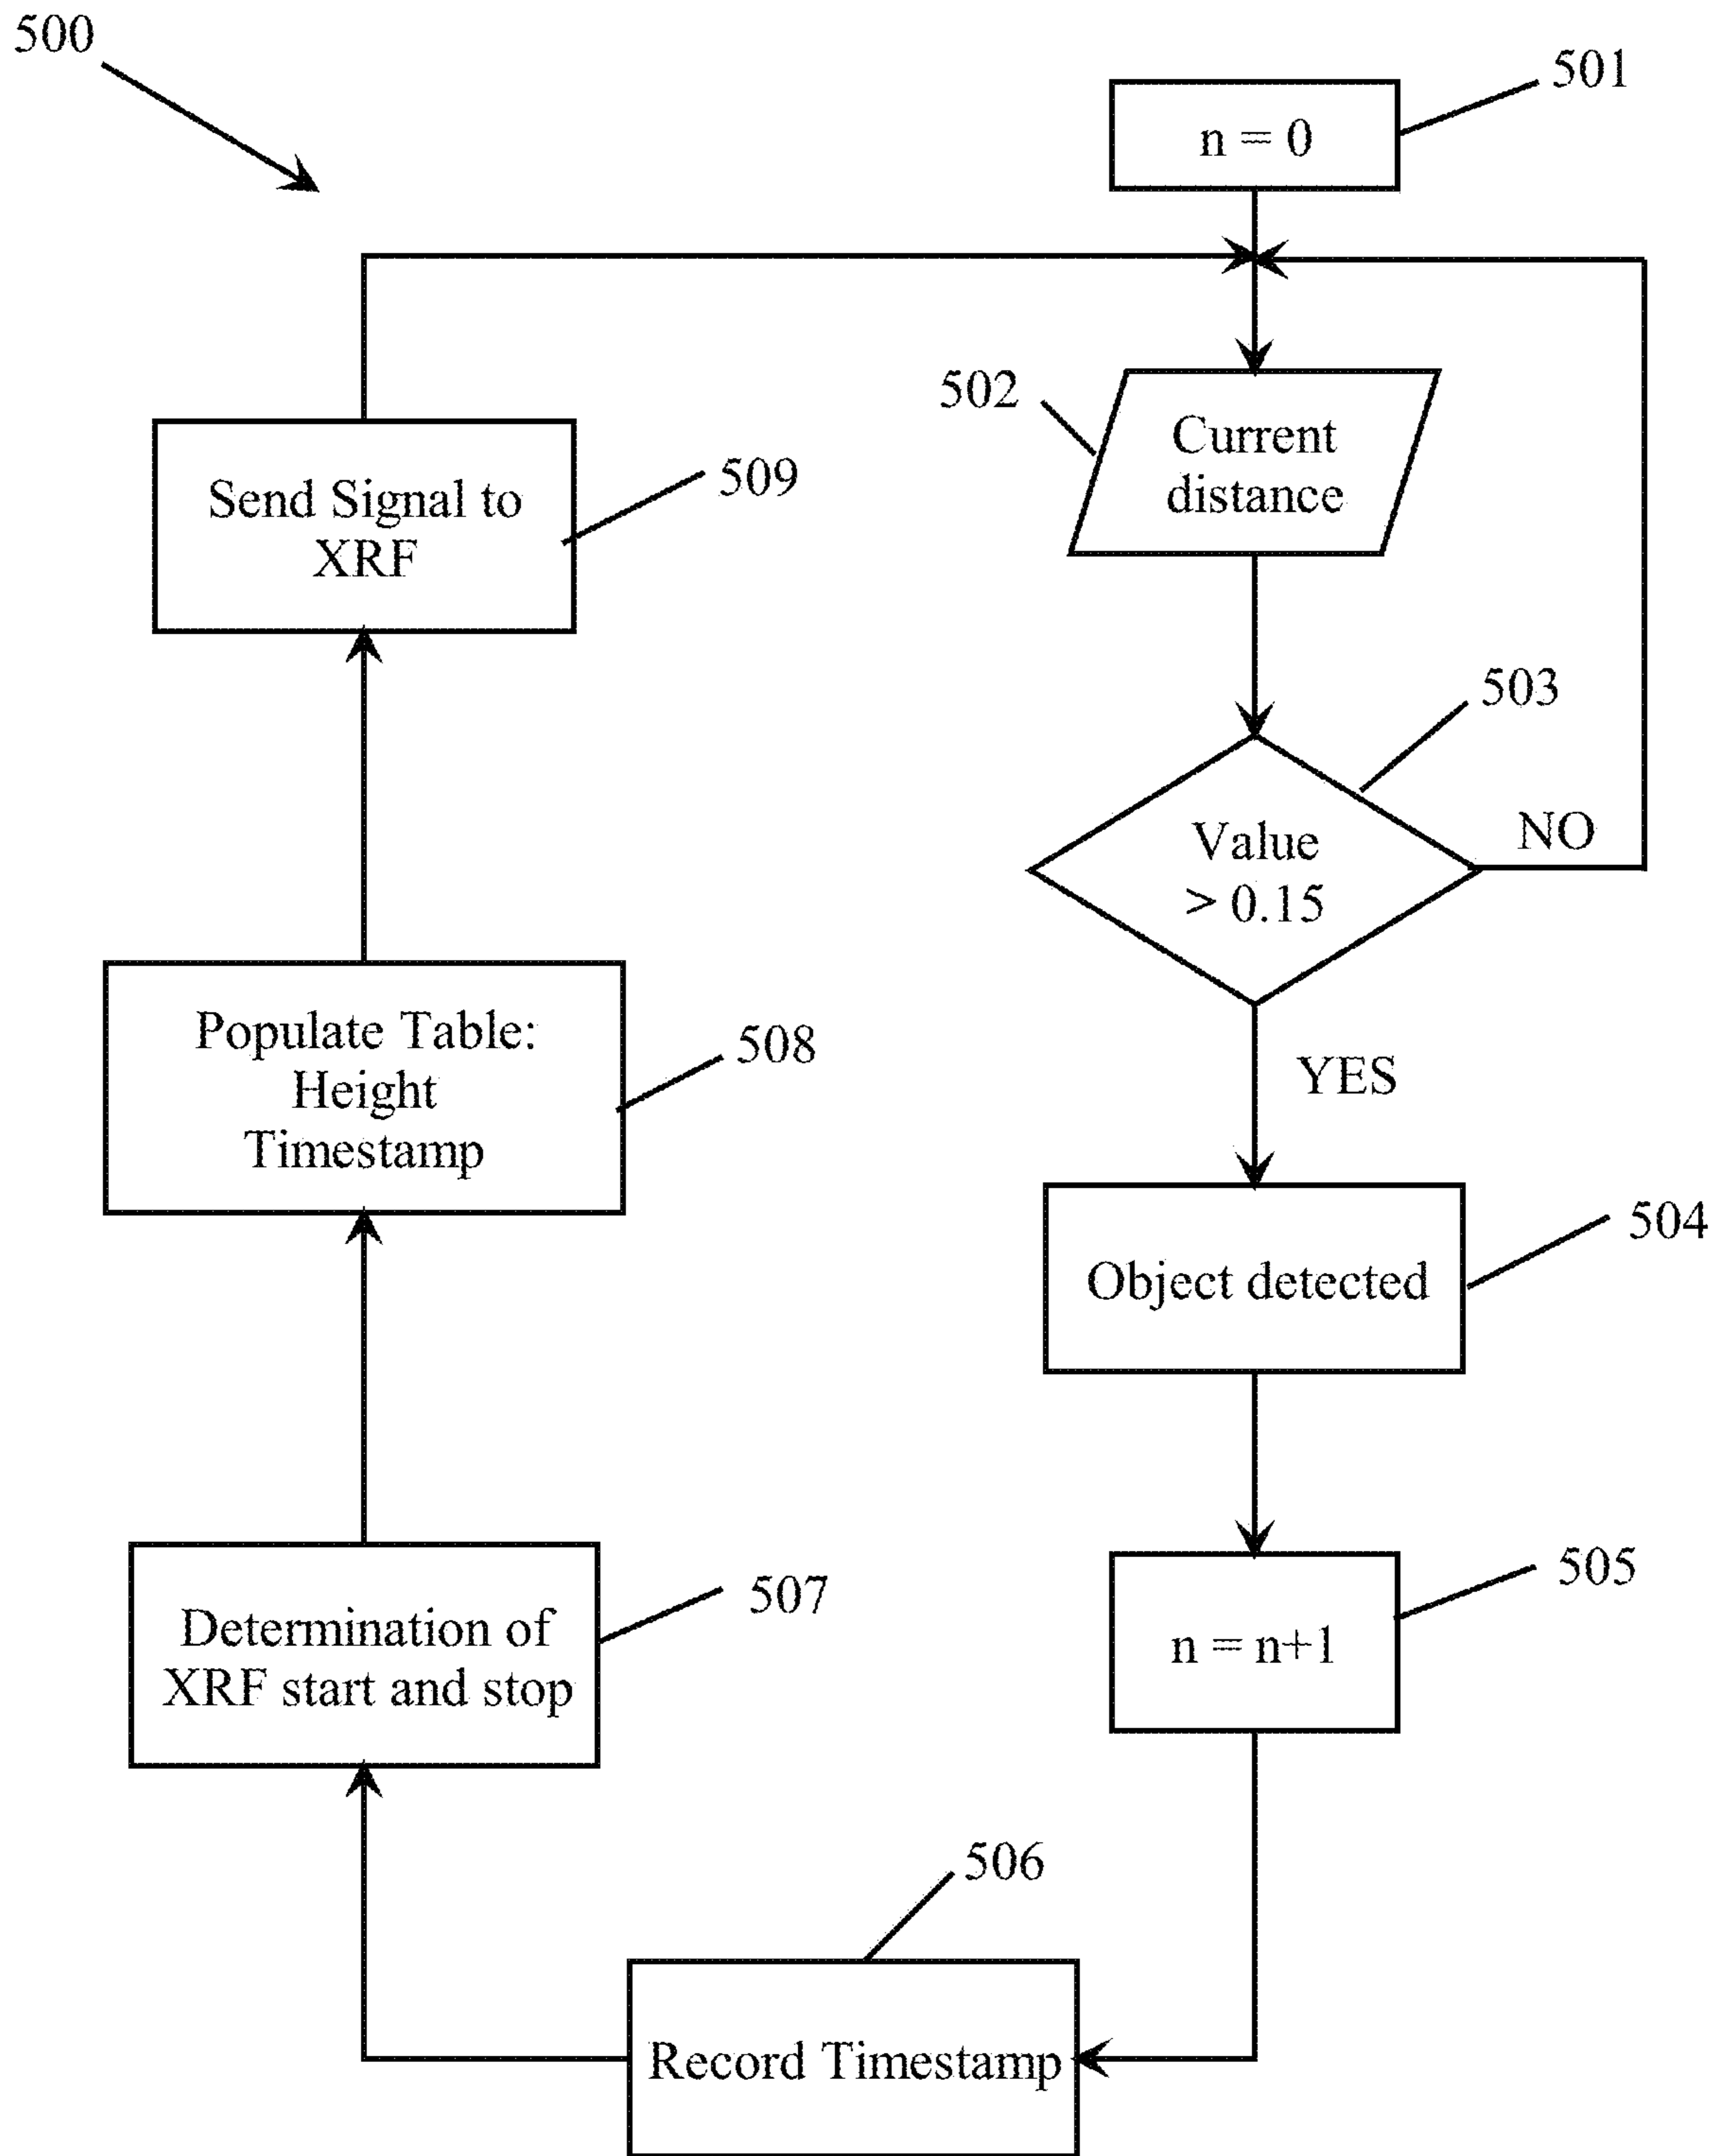 500
501
n = 0
502
Current
distance
509
Send Signal to
XRF
503
Value
> 0.15
NO
YES
508
Populate Table:
Height
Timestamp
504
Object detected
507
Determination of
XRF start and stop
505
n = n+1
506
Record Timestamp